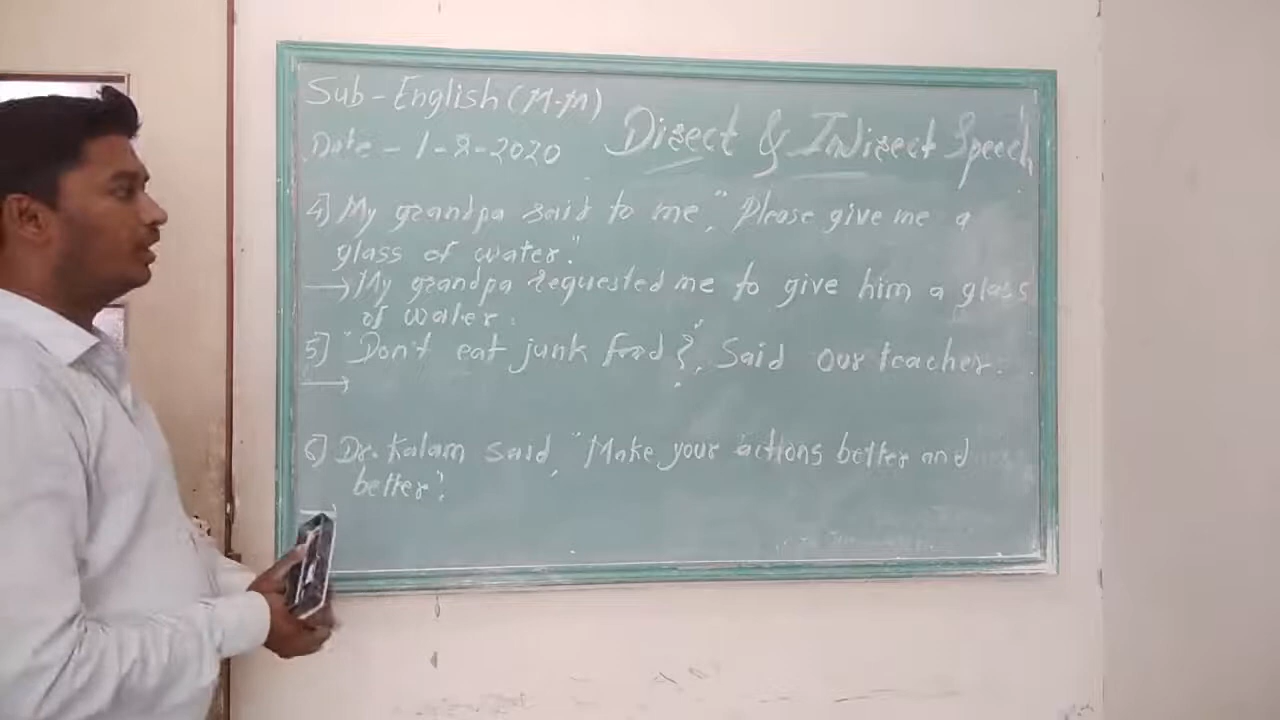 Sub - English (M.M)
Date - 1-8-2020
Direct & Indirect Speech
4] My grandpa said to me, "Please give me a
glass of water."
→ My grandpa requested me to give him a glass
of water.
5] "Don't eat junk food?", Said our teacher.
→
6] Dr. Kalam said, "Make your actions better and
better".
→